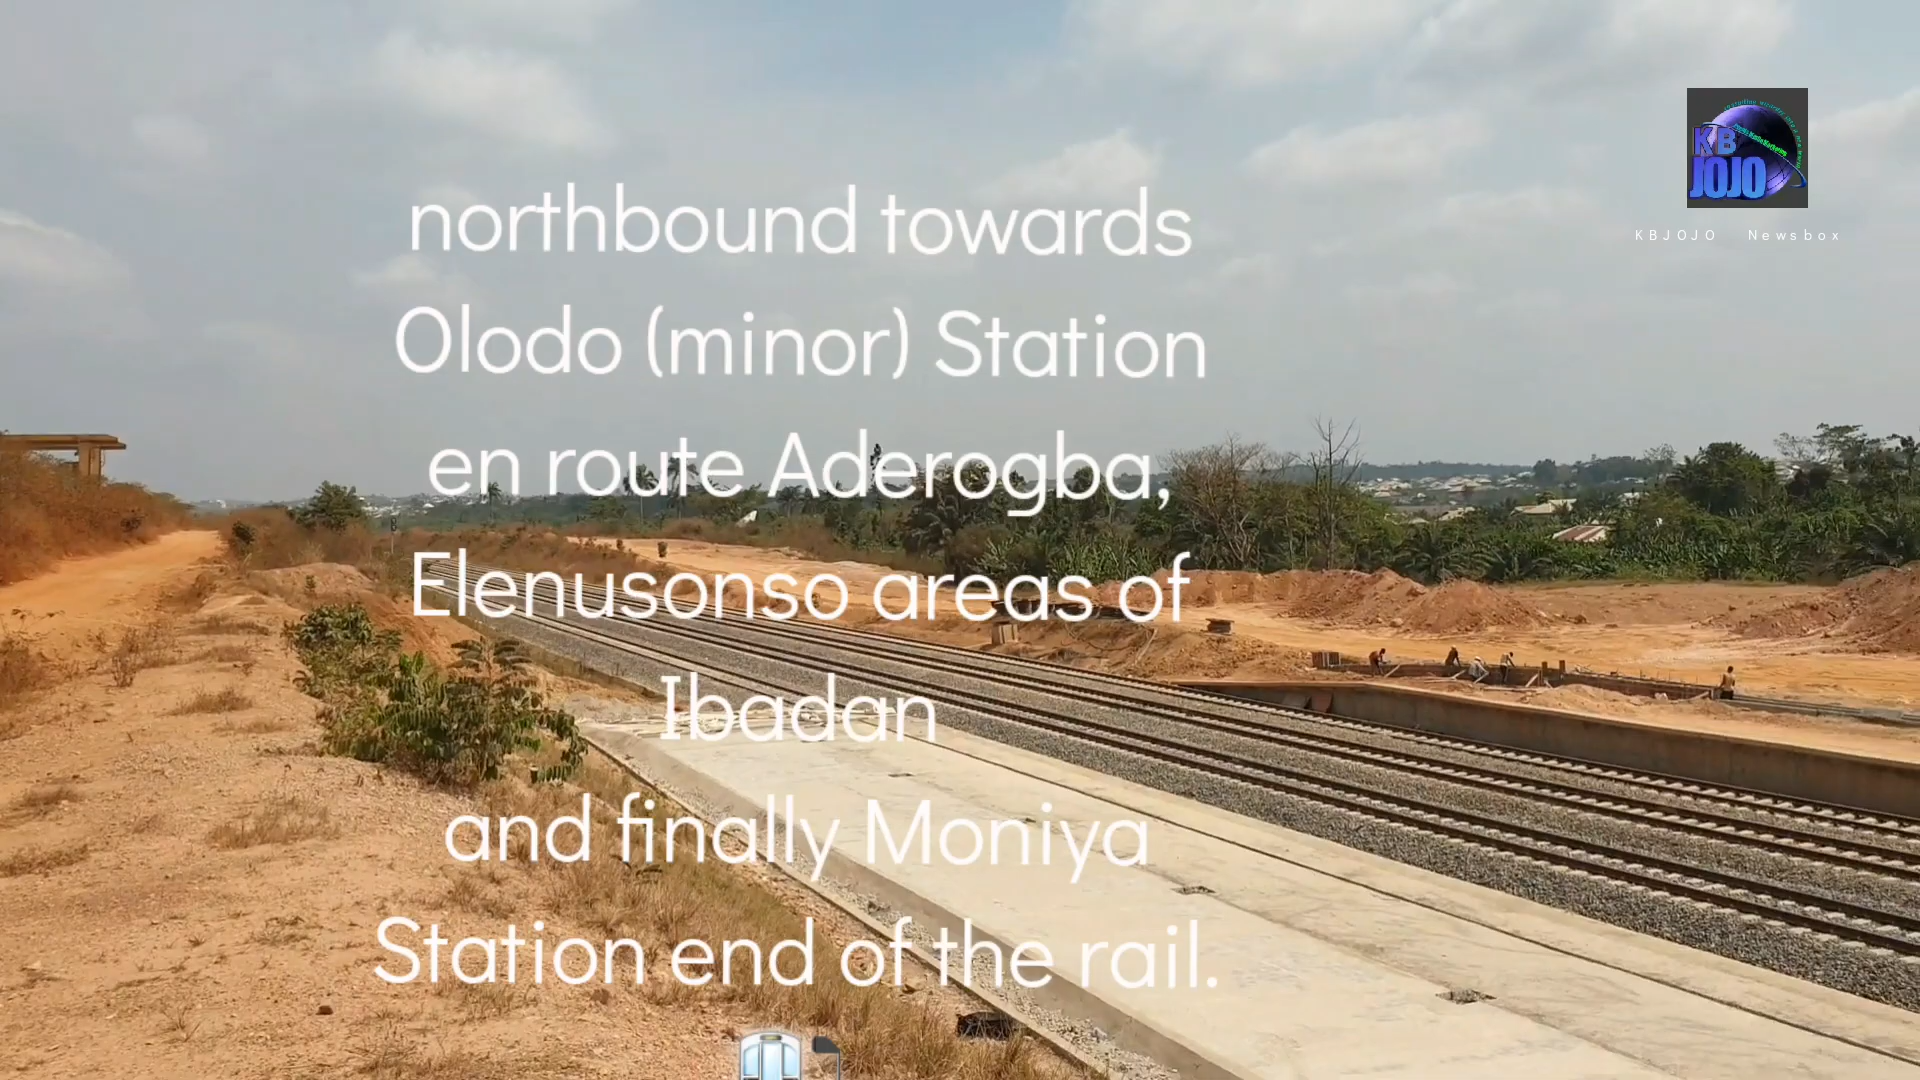 northbound towards
Olodo (minor) Station
en route Aderogba,
Elenusonso areas of
Ibadan
and finally Moniya
Station end of the rail.
KB
JOJO
KBJOJO Newsbox